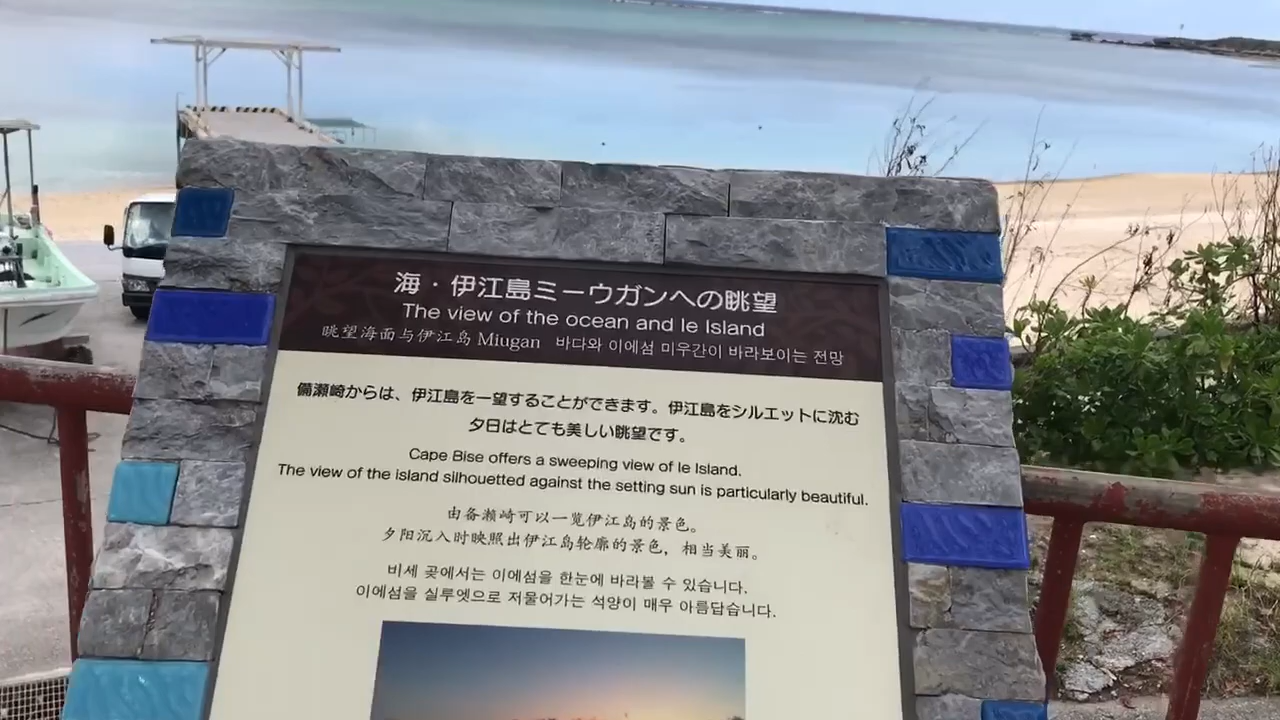 海・伊江島ミーウガンへの眺望
The view of the ocean and Ie Island
眺望海面与伊江岛 Miugan 바다와 이에섬 미우간이 바라보이는 전망
備瀬崎からは、伊江島を一望することができます。伊江島をシルエットに沈む
夕日はとても美しい眺望です。
Cape Bise offers a sweeping view of Ie Island.
The view of the island silhouetted against the setting sun is particularly beautiful.
由备濑崎可以一览伊江岛的景色。
夕阳沉入时映照出伊江岛轮廓的景色，相当美丽。
비세 곶에서는 이에섬을 한눈에 바라볼 수 있습니다.
이에섬을 실루엣으로 저물어가는 석양이 매우 아름답습니다.